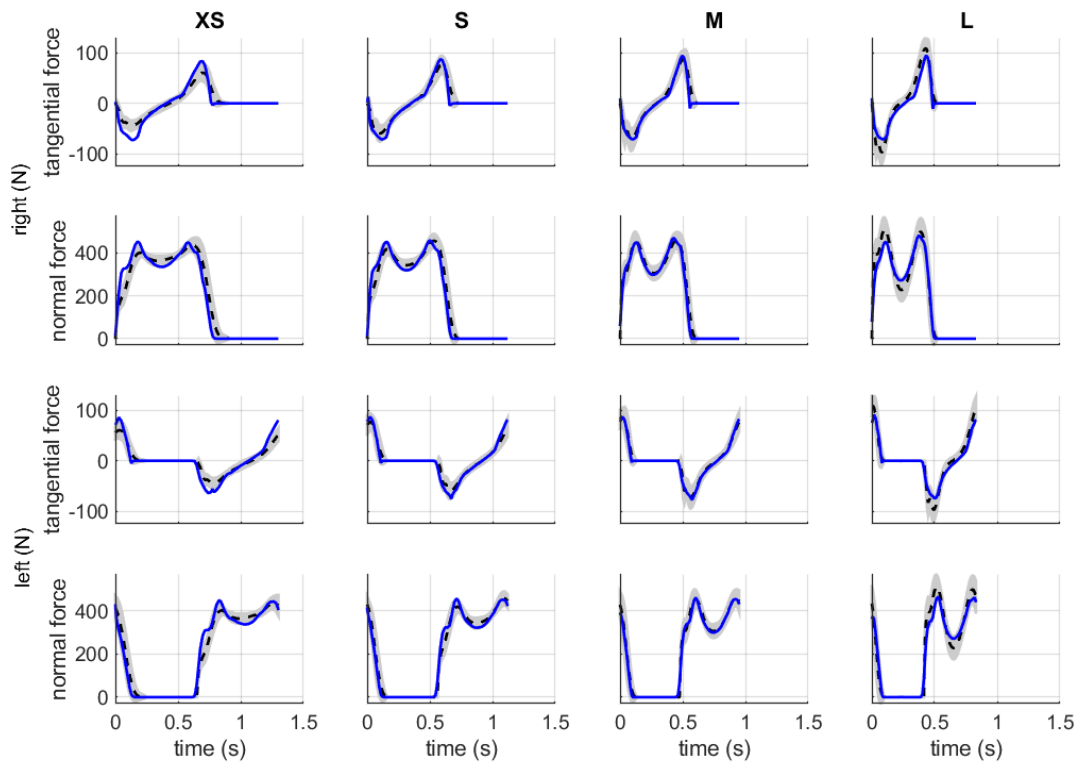 XS S M L
right (N)
tangential force
100
0
-100
normal force
400
200
0
left (N)
tangential force
100
0
-100
normal force
400
200
0
0 0.5 1 1.5 0 0.5 1 1.5 0 0.5 1 1.5 0 0.5 1 1.5
time (s) time (s) time (s) time (s)